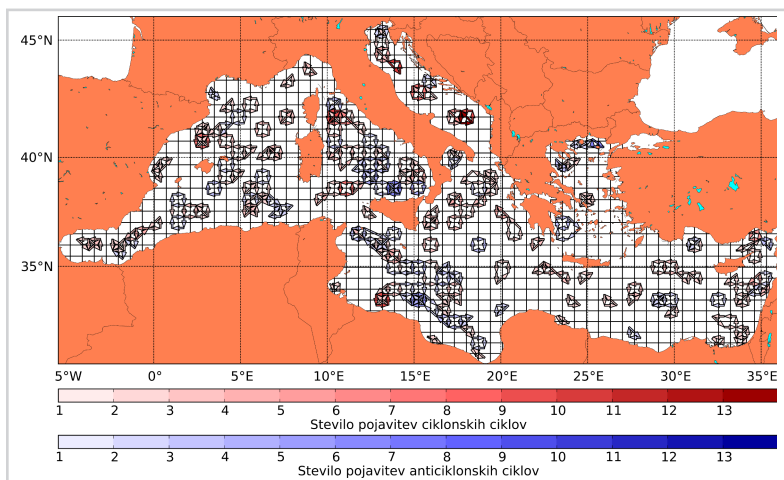 45°N
40°N
35°N
5°W 0° 5°E 10°E 15°E 20°E 25°E 30°E 35°E
1 2 3 4 5 6 7 8 9 10 11 12 13
Stevilo pojavitev ciklonskih ciklov
1 2 3 4 5 6 7 8 9 10 11 12 13
Stevilo pojavitev anticiklonskih ciklov